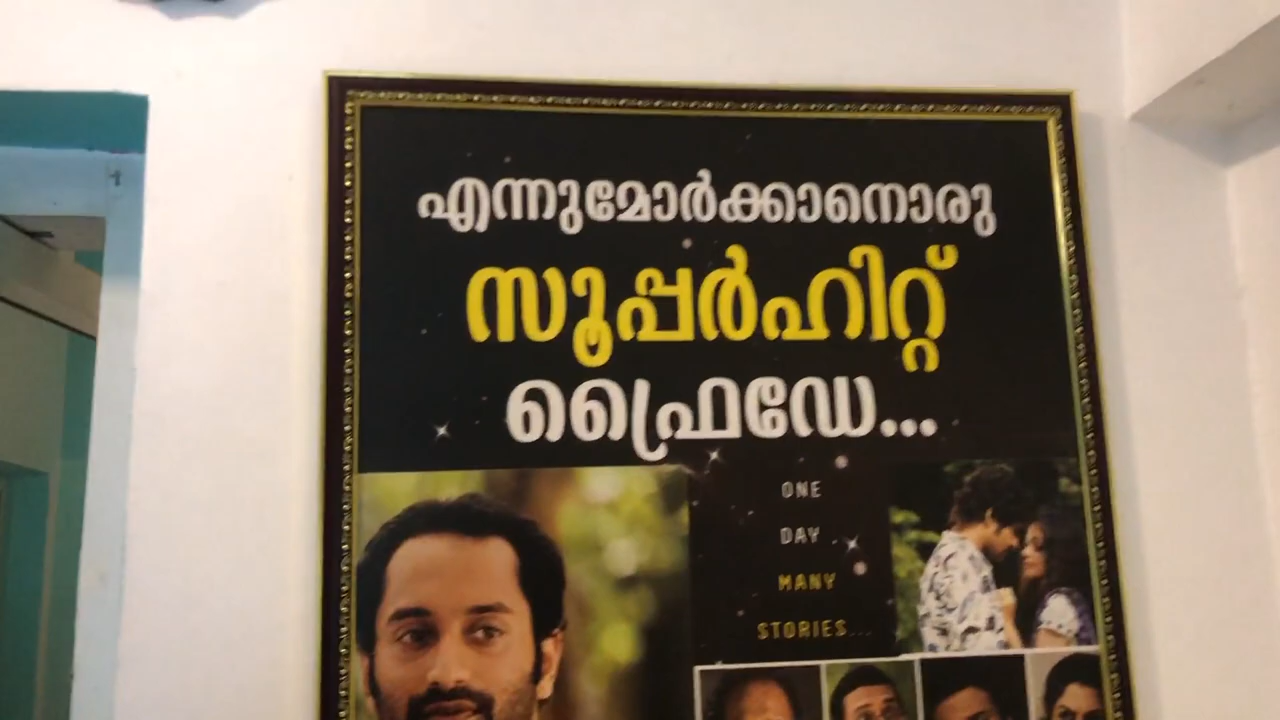 എന്നുമോർക്കാനൊരു
സൂപ്പർഹിറ്റ്
ഫ്രൈഡേ...
ONE
DAY
MANY
STORIES...